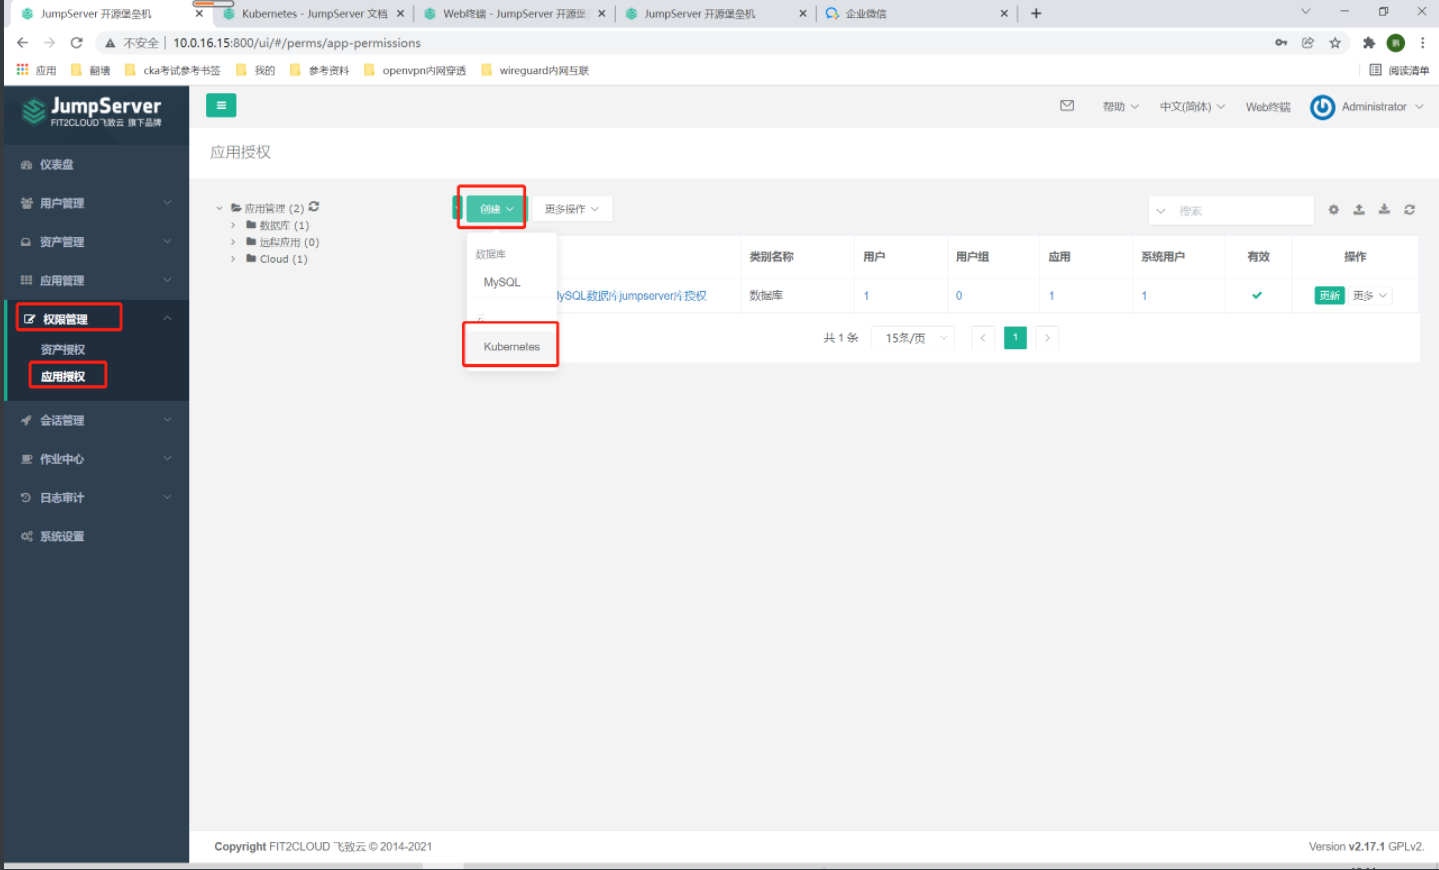 JumpServer 开源堡垒机
Kubernetes - JumpServer 文档
Web终端 - JumpServer 开源堡
JumpServer 开源堡垒机
企业微信
不安全 | 10.0.16.15:800/ui/#/perms/app-permissions
应用
翻墙
cka考试参考书签
我的
参考资料
openvpn内网穿透
wireguard内网互联
阅读清单
JumpServer
FIT2CLOUD飞致云 旗下品牌
帮助
中文(简体)
Web终端
Administrator
仪表盘
用户管理
资产管理
应用管理
权限管理
资产授权
应用授权
会话管理
作业中心
日志审计
系统设置
应用授权
应用管理 (2)
数据库 (1)
远程应用 (0)
Cloud (1)
创建
更多操作
搜索
数据库
MySQL
云
Kubernetes
类别名称
用户
用户组
应用
系统用户
有效
操作
MySQL数据库jumpserver库授权
数据库
1
0
1
1
更新
更多
共 1 条
15条/页
1
Copyright FIT2CLOUD 飞致云 © 2014-2021
Version v2.17.1 GPLv2.